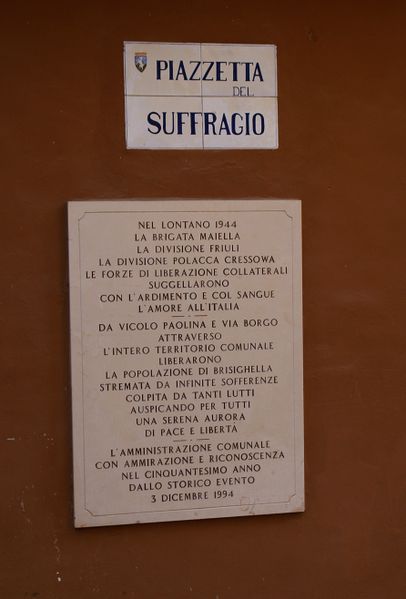 PIAZZETTA
DEL
SUFFRAGIO
NEL LONTANO 1944
LA BRIGATA MAIELLA
LA DIVISIONE FRIULI
LA DIVISIONE POLACCA CRESSOWA
LE FORZE DI LIBERAZIONE COLLATERALI
SUGGELLARONO
CON L'ARDIMENTO E COL SANGUE
L'AMORE ALL'ITALIA
DA VICOLO PAOLINA E VIA BORGO
ATTRAVERSO
L'INTERO TERRITORIO COMUNALE
LIBERARONO
LA POPOLAZIONE DI BRISIGHELLA
STREMATA DA INFINITE SOFFERENZE
COLPITA DA TANTI LUTTI
AUSPICANDO PER TUTTI
UNA SERENA AURORA
DI PACE E LIBERTÀ
L'AMMINISTRAZIONE COMUNALE
CON AMMIRAZIONE E RICONOSCENZA
NEL CINQUANTESIMO ANNO
DALLO STORICO EVENTO
3 DICEMBRE 1994